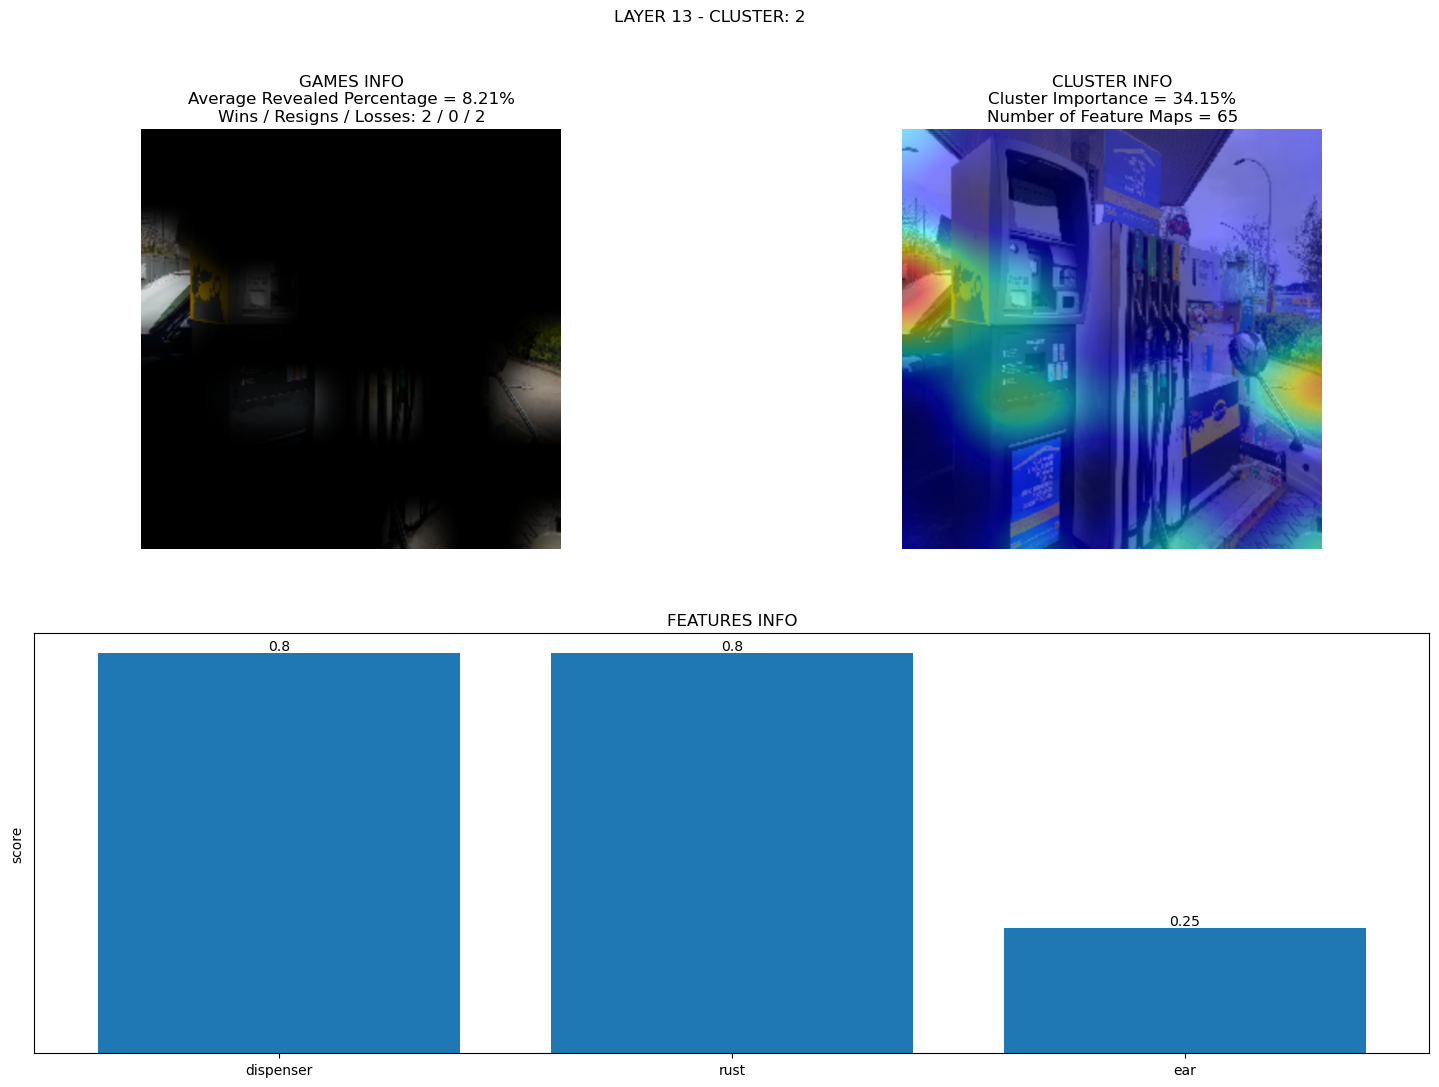 LAYER 13 - CLUSTER: 2
GAMES INFO
Average Revealed Percentage = 8.21%
Wins / Resigns / Losses: 2 / 0 / 2
CLUSTER INFO
Cluster Importance = 34.15%
Number of Feature Maps = 65
FEATURES INFO
score
0.8
0.8
0.25
dispenser
rust
ear